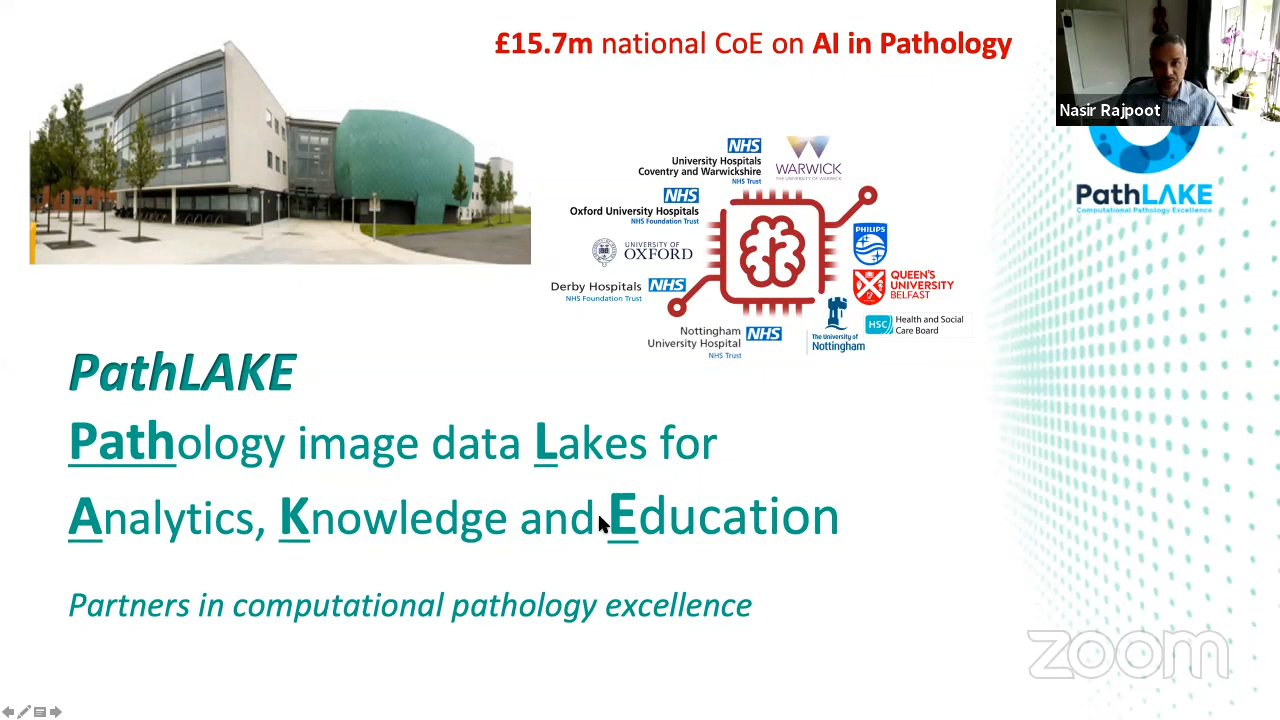 £15.7m national CoE on AI in Pathology
Nasir Rajpoot
NHS
University Hospitals
Coventry and Warwickshire
NHS Trust
WARWICK
THE UNIVERSITY OF WARWICK
NHS
Oxford University Hospitals
NHS Foundation Trust
UNIVERSITY OF
OXFORD
Derby Hospitals NHS
NHS Foundation Trust
Nottingham NHS
University Hospital
NHS Trust
PHILIPS
QUEEN'S
UNIVERSITY
BELFAST
HSC Health and Social
Care Board
The University of
Nottingham
PathLAKE
Computational Pathology Excellence
PathLAKE
Pathology image data Lakes for
Analytics, Knowledge and Education
Partners in computational pathology excellence
zoom